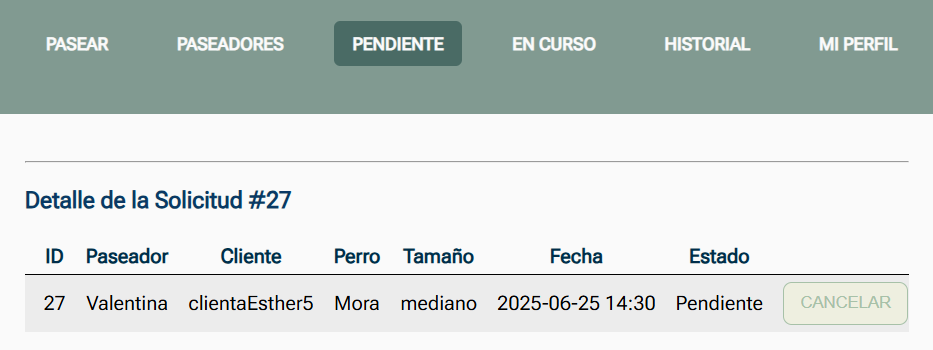 PASEAR PASEADORES PENDIENTE EN CURSO HISTORIAL MI PERFIL
Detalle de la Solicitud #27
ID Paseador Cliente Perro Tamaño Fecha Estado
27 Valentina clientaEsther5 Mora mediano 2025-06-25 14:30 Pendiente CANCELAR